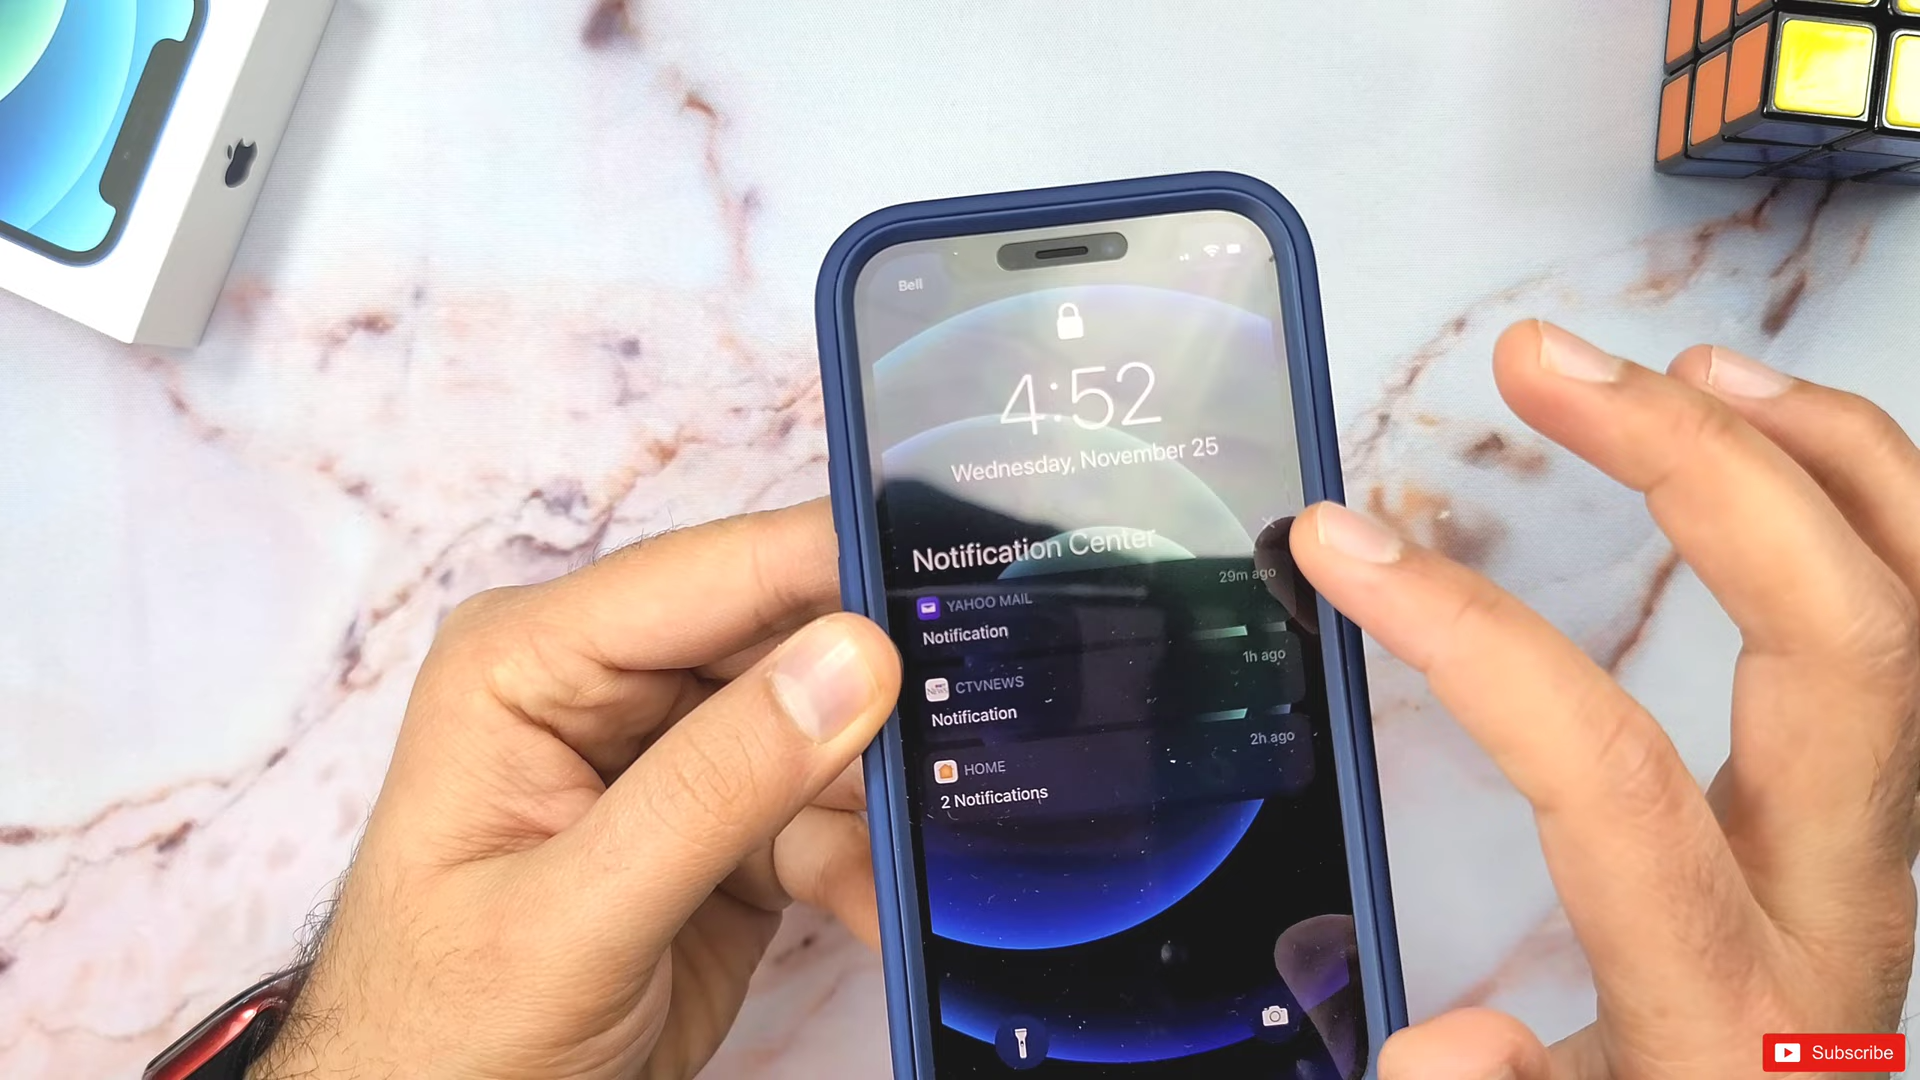 Bell
4:52
Wednesday, November 25
Notification Center
29m ago
YAHOO MAIL
Notification
1h ago
CTVNEWS
Notification
2h ago
HOME
2 Notifications
Subscribe